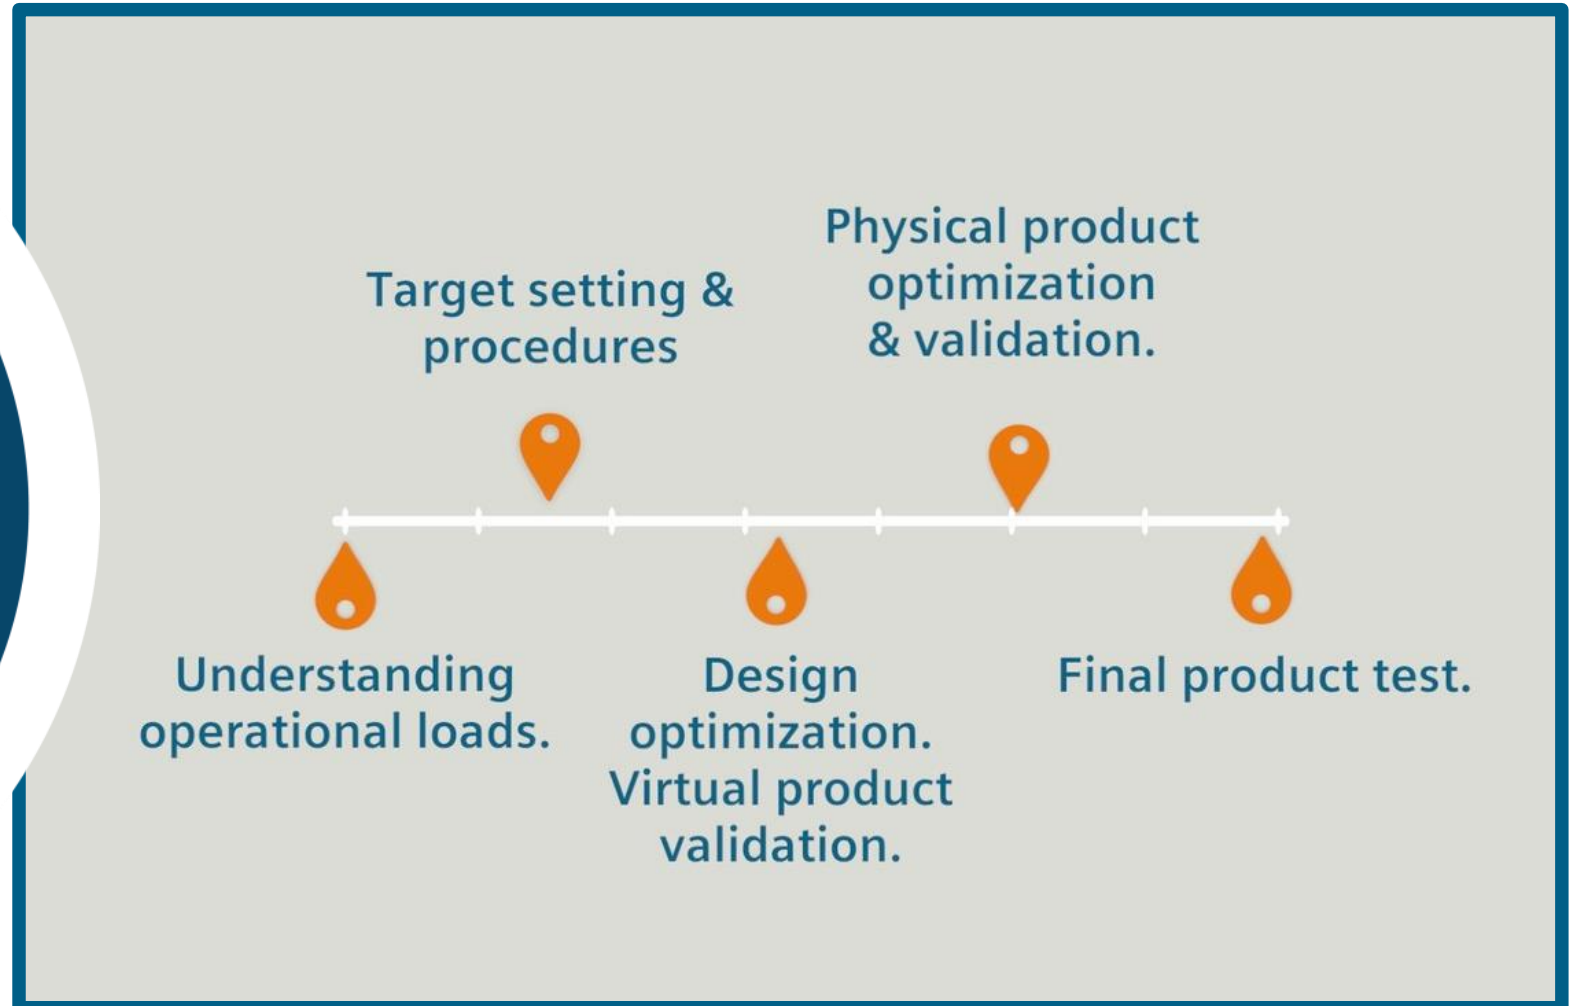 Physical product
optimization
& validation.
Target setting &
procedures
Understanding
operational loads.
Design
optimization.
Virtual product
validation.
Final product test.